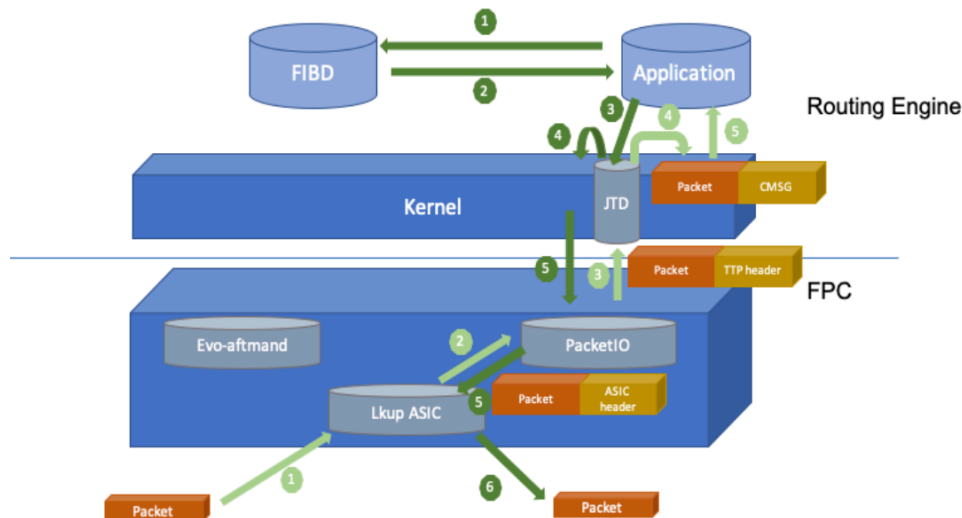 1
FIBD
Application
2
Routing Engine
3
4
4
5
Packet
CMSG
Kernel
JTD
5
3
Packet
TTP header
FPC
Evo-aftmand
2
PacketIO
5
Packet
ASIC
header
Lkup ASIC
1
6
Packet
Packet